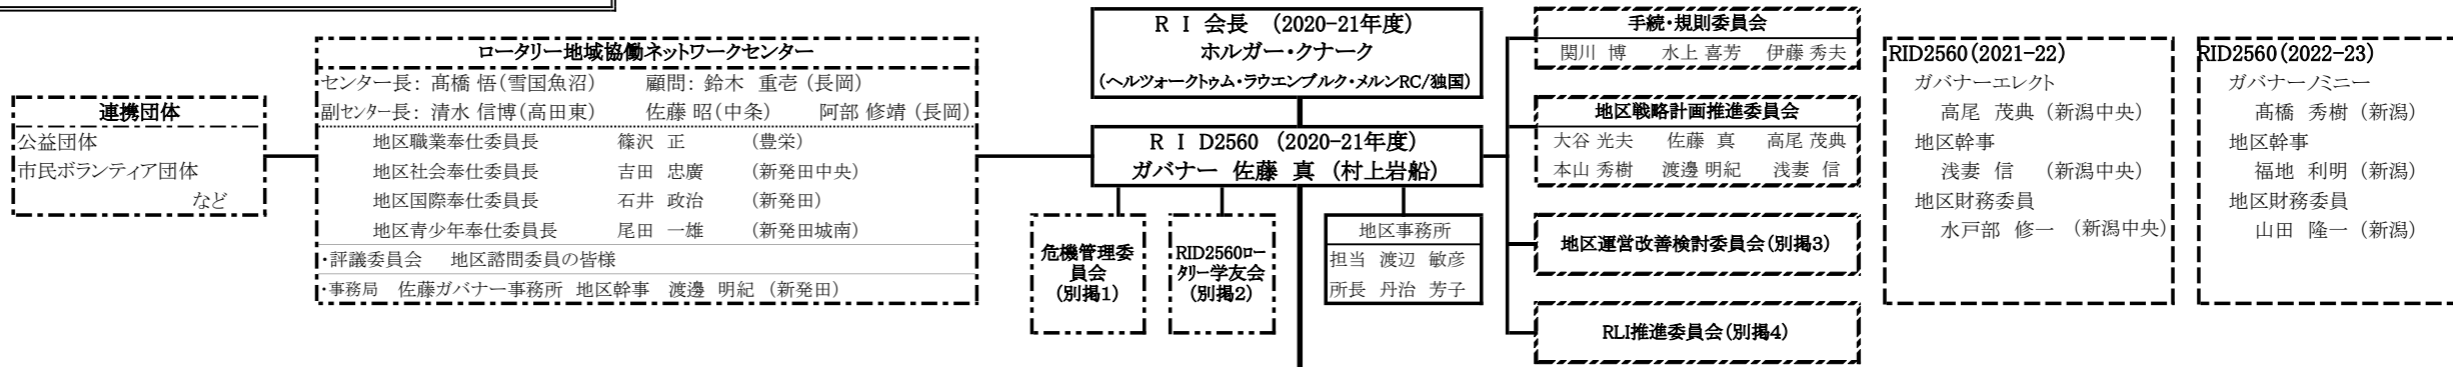 連携団体
公益団体
市民ボランティア団体
など
ロータリー地域協働ネットワークセンター
センター長: 髙橋 悟(雪国魚沼) 顧問: 鈴木 重壱 (長岡)
副センター長: 清水 信博(高田東) 佐藤 昭(中条) 阿部 修靖 (長岡)
地区職業奉仕委員長 篠沢 正 (豊栄)
地区社会奉仕委員長 吉田 忠廣 (新発田中央)
地区国際奉仕委員長 石井 政治 (新発田)
地区青少年奉仕委員長 尾田 一雄 (新発田城南)
・評議委員会 地区諮問委員の皆様
・事務局 佐藤ガバナー事務所 地区幹事 渡邊 明紀 (新発田)
R I 会長 (2020-21年度)
ホルガー・クナーク
(ヘルツォークトゥム・ラウエンブルク・メルンRC/独国)
R I D2560 (2020-21年度)
ガバナー 佐藤 真 (村上岩船)
危機管理委
員会
(別掲1)
RID2560ロー
タリー学友会
(別掲2)
地区事務所
担当 渡辺 敏彦
所長 丹治 芳子
手続・規則委員会
関川 博 水上 喜芳 伊藤 秀夫
地区戦略計画推進委員会
大谷 光夫 佐藤 真 高尾 茂典
本山 秀樹 渡邊 明紀 浅妻 信
地区運営改善検討委員会(別掲3)
RLI推進委員会(別掲4)
RID2560(2021-22)
ガバナーエレクト
高尾 茂典 (新潟中央)
地区幹事
浅妻 信 (新潟中央)
地区財務委員
水戸部 修一 (新潟中央)
RID2560(2022-23)
ガバナーノミニー
髙橋 秀樹 (新潟)
地区幹事
福地 利明 (新潟)
地区財務委員
山田 隆一 (新潟)